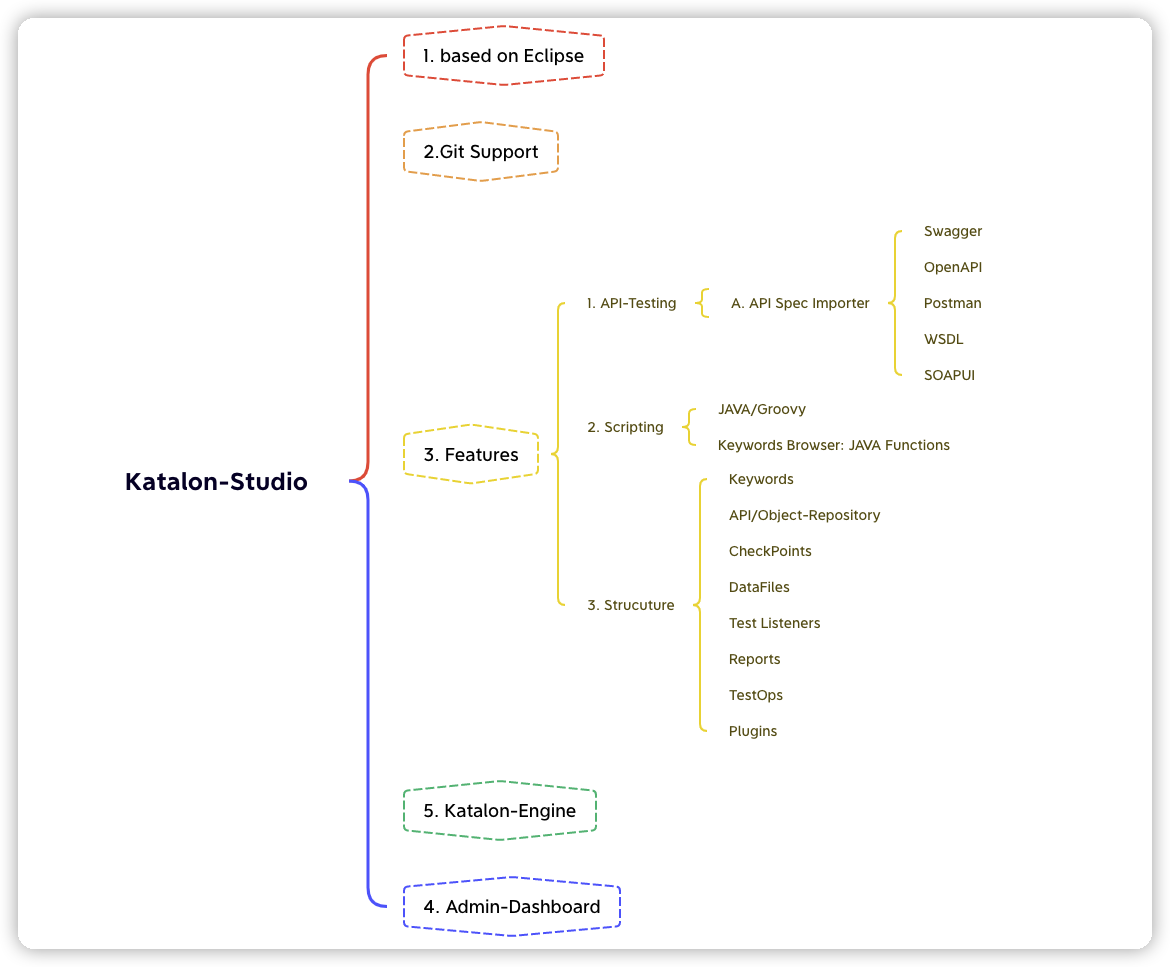 Katalon-Studio
1. based on Eclipse
2.Git Support
3. Features
1. API-Testing
A. API Spec Importer
Swagger
OpenAPI
Postman
WSDL
SOAPUI
2. Scripting
JAVA/Groovy
Keywords Browser: JAVA Functions
3. Strucuture
Keywords
API/Object-Repository
CheckPoints
DataFiles
Test Listeners
Reports
TestOps
Plugins
5. Katalon-Engine
4. Admin-Dashboard